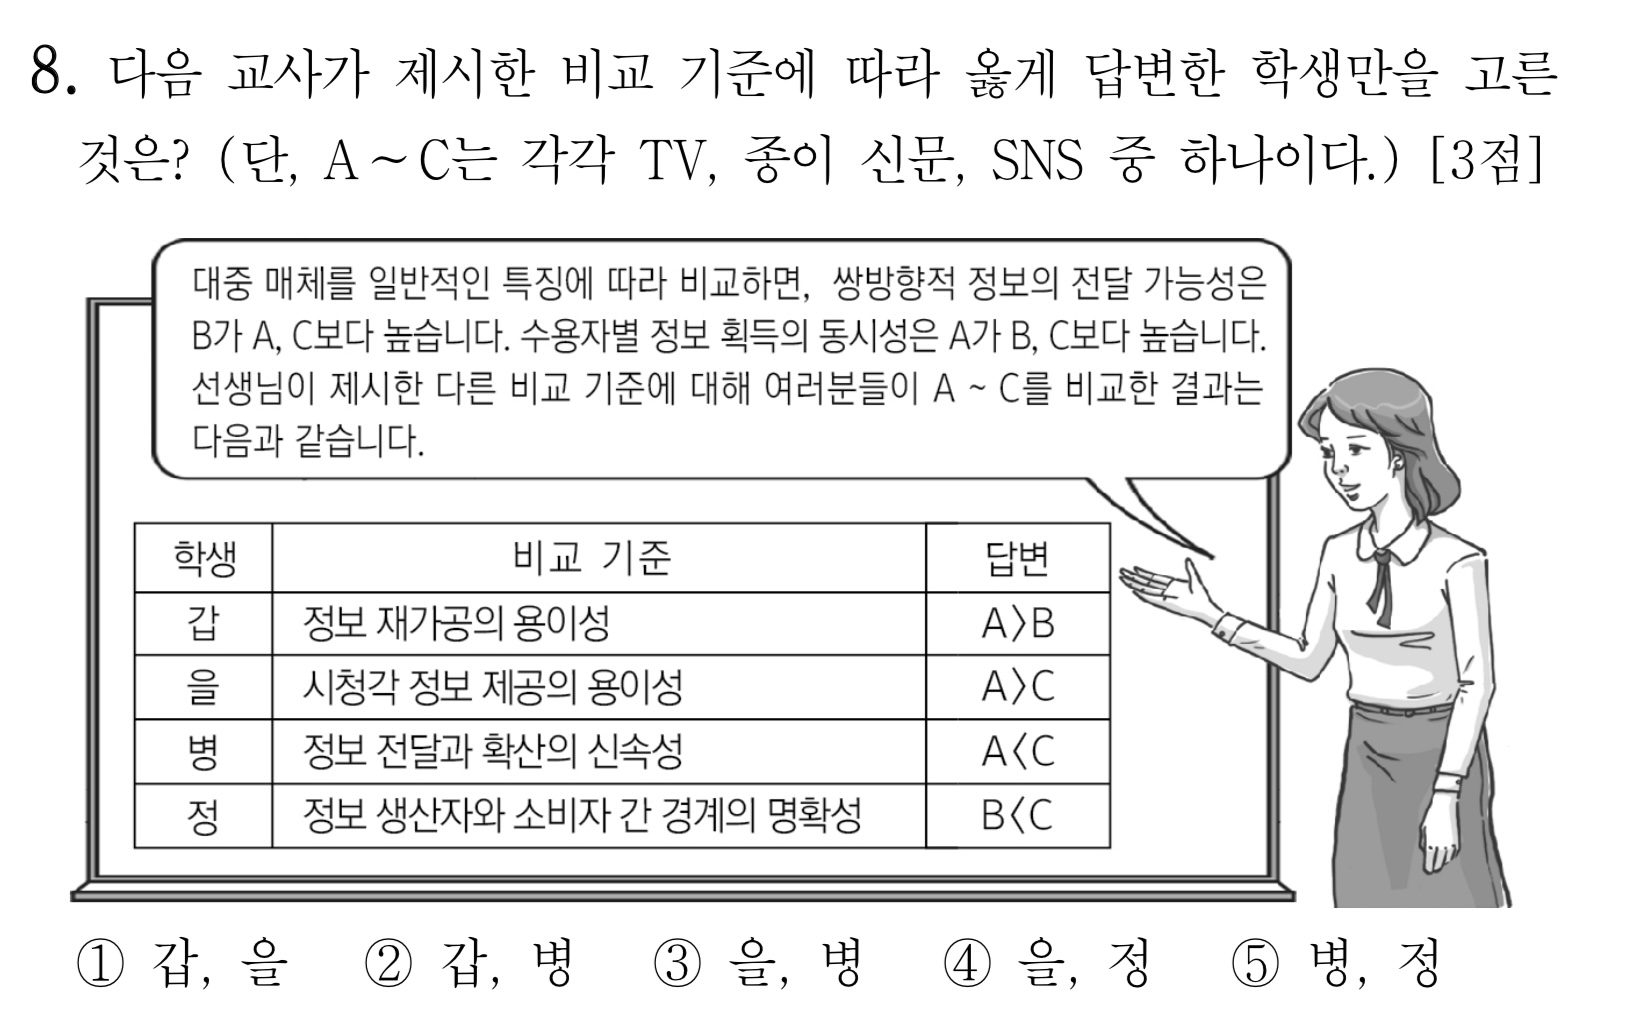 8. 다음 교사가 제시한 비교 기준에 따라 옳게 답변한 학생만을 고른
것은? (단, A～C는 각각 TV, 종이 신문, SNS 중 하나이다.) [3점]
대중 매체를 일반적인 특징에 따라 비교하면, 쌍방향적 정보의 전달 가능성은
B가 A, C보다 높습니다. 수용자별 정보 획득의 동시성은 A가 B, C보다 높습니다.
선생님이 제시한 다른 비교 기준에 대해 여러분들이 A ~ C를 비교한 결과는
다음과 같습니다.
학생 비교 기준 답변
갑 정보 재가공의 용이성 A〉B
을 시청각 정보 제공의 용이성 A〉C
병 정보 전달과 확산의 신속성 A〈C
정 정보 생산자와 소비자 간 경계의 명확성 B〈C
① 갑, 을 ② 갑, 병 ③ 을, 병 ④ 을, 정 ⑤ 병, 정